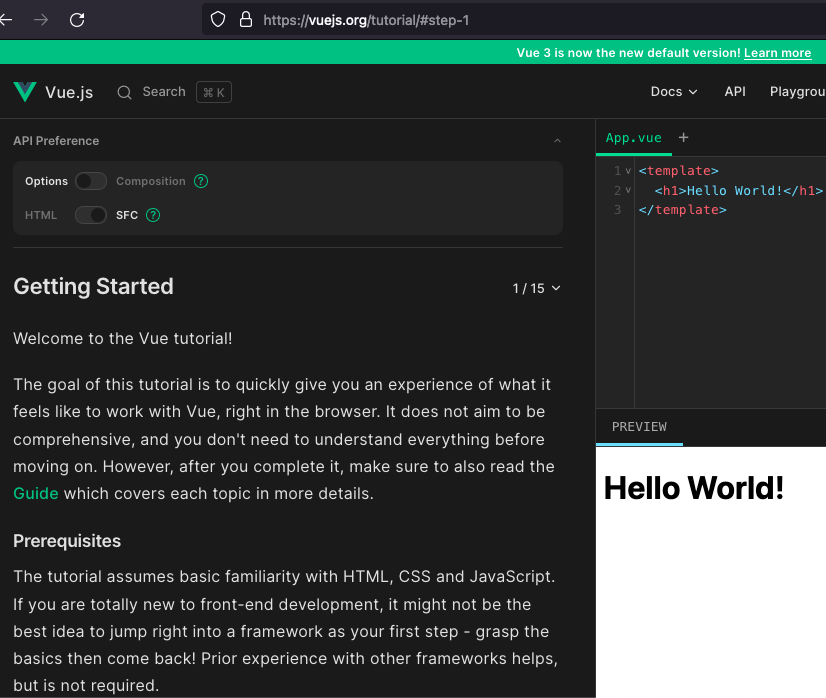 https://vuejs.org/tutorial/#step-1
Vue 3 is now the new default version! Learn more
Vue.js
Search ⌘ K
Docs
API
API Preference
Options Composition ?
HTML SFC ?
Getting Started
1 / 15
Welcome to the Vue tutorial!
The goal of this tutorial is to quickly give you an experience of what it
feels like to work with Vue, right in the browser. It does not aim to be
comprehensive, and you don't need to understand everything before
moving on. However, after you complete it, make sure to also read the
Guide which covers each topic in more details.
Prerequisites
The tutorial assumes basic familiarity with HTML, CSS and JavaScript.
If you are totally new to front-end development, it might not be the
best idea to jump right into a framework as your first step - grasp the
basics then come back! Prior experience with other frameworks helps,
but is not required.
App.vue +
1 <template>
2 <h1>Hello World!</h1>
3 </template>
PREVIEW
Hello World!